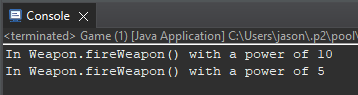 Console
<terminated> Game (1) [Java Application] C:\Users\jason\.p2\pool\
In Weapon.fireWeapon() with a power of 10
In Weapon.fireWeapon() with a power of 5